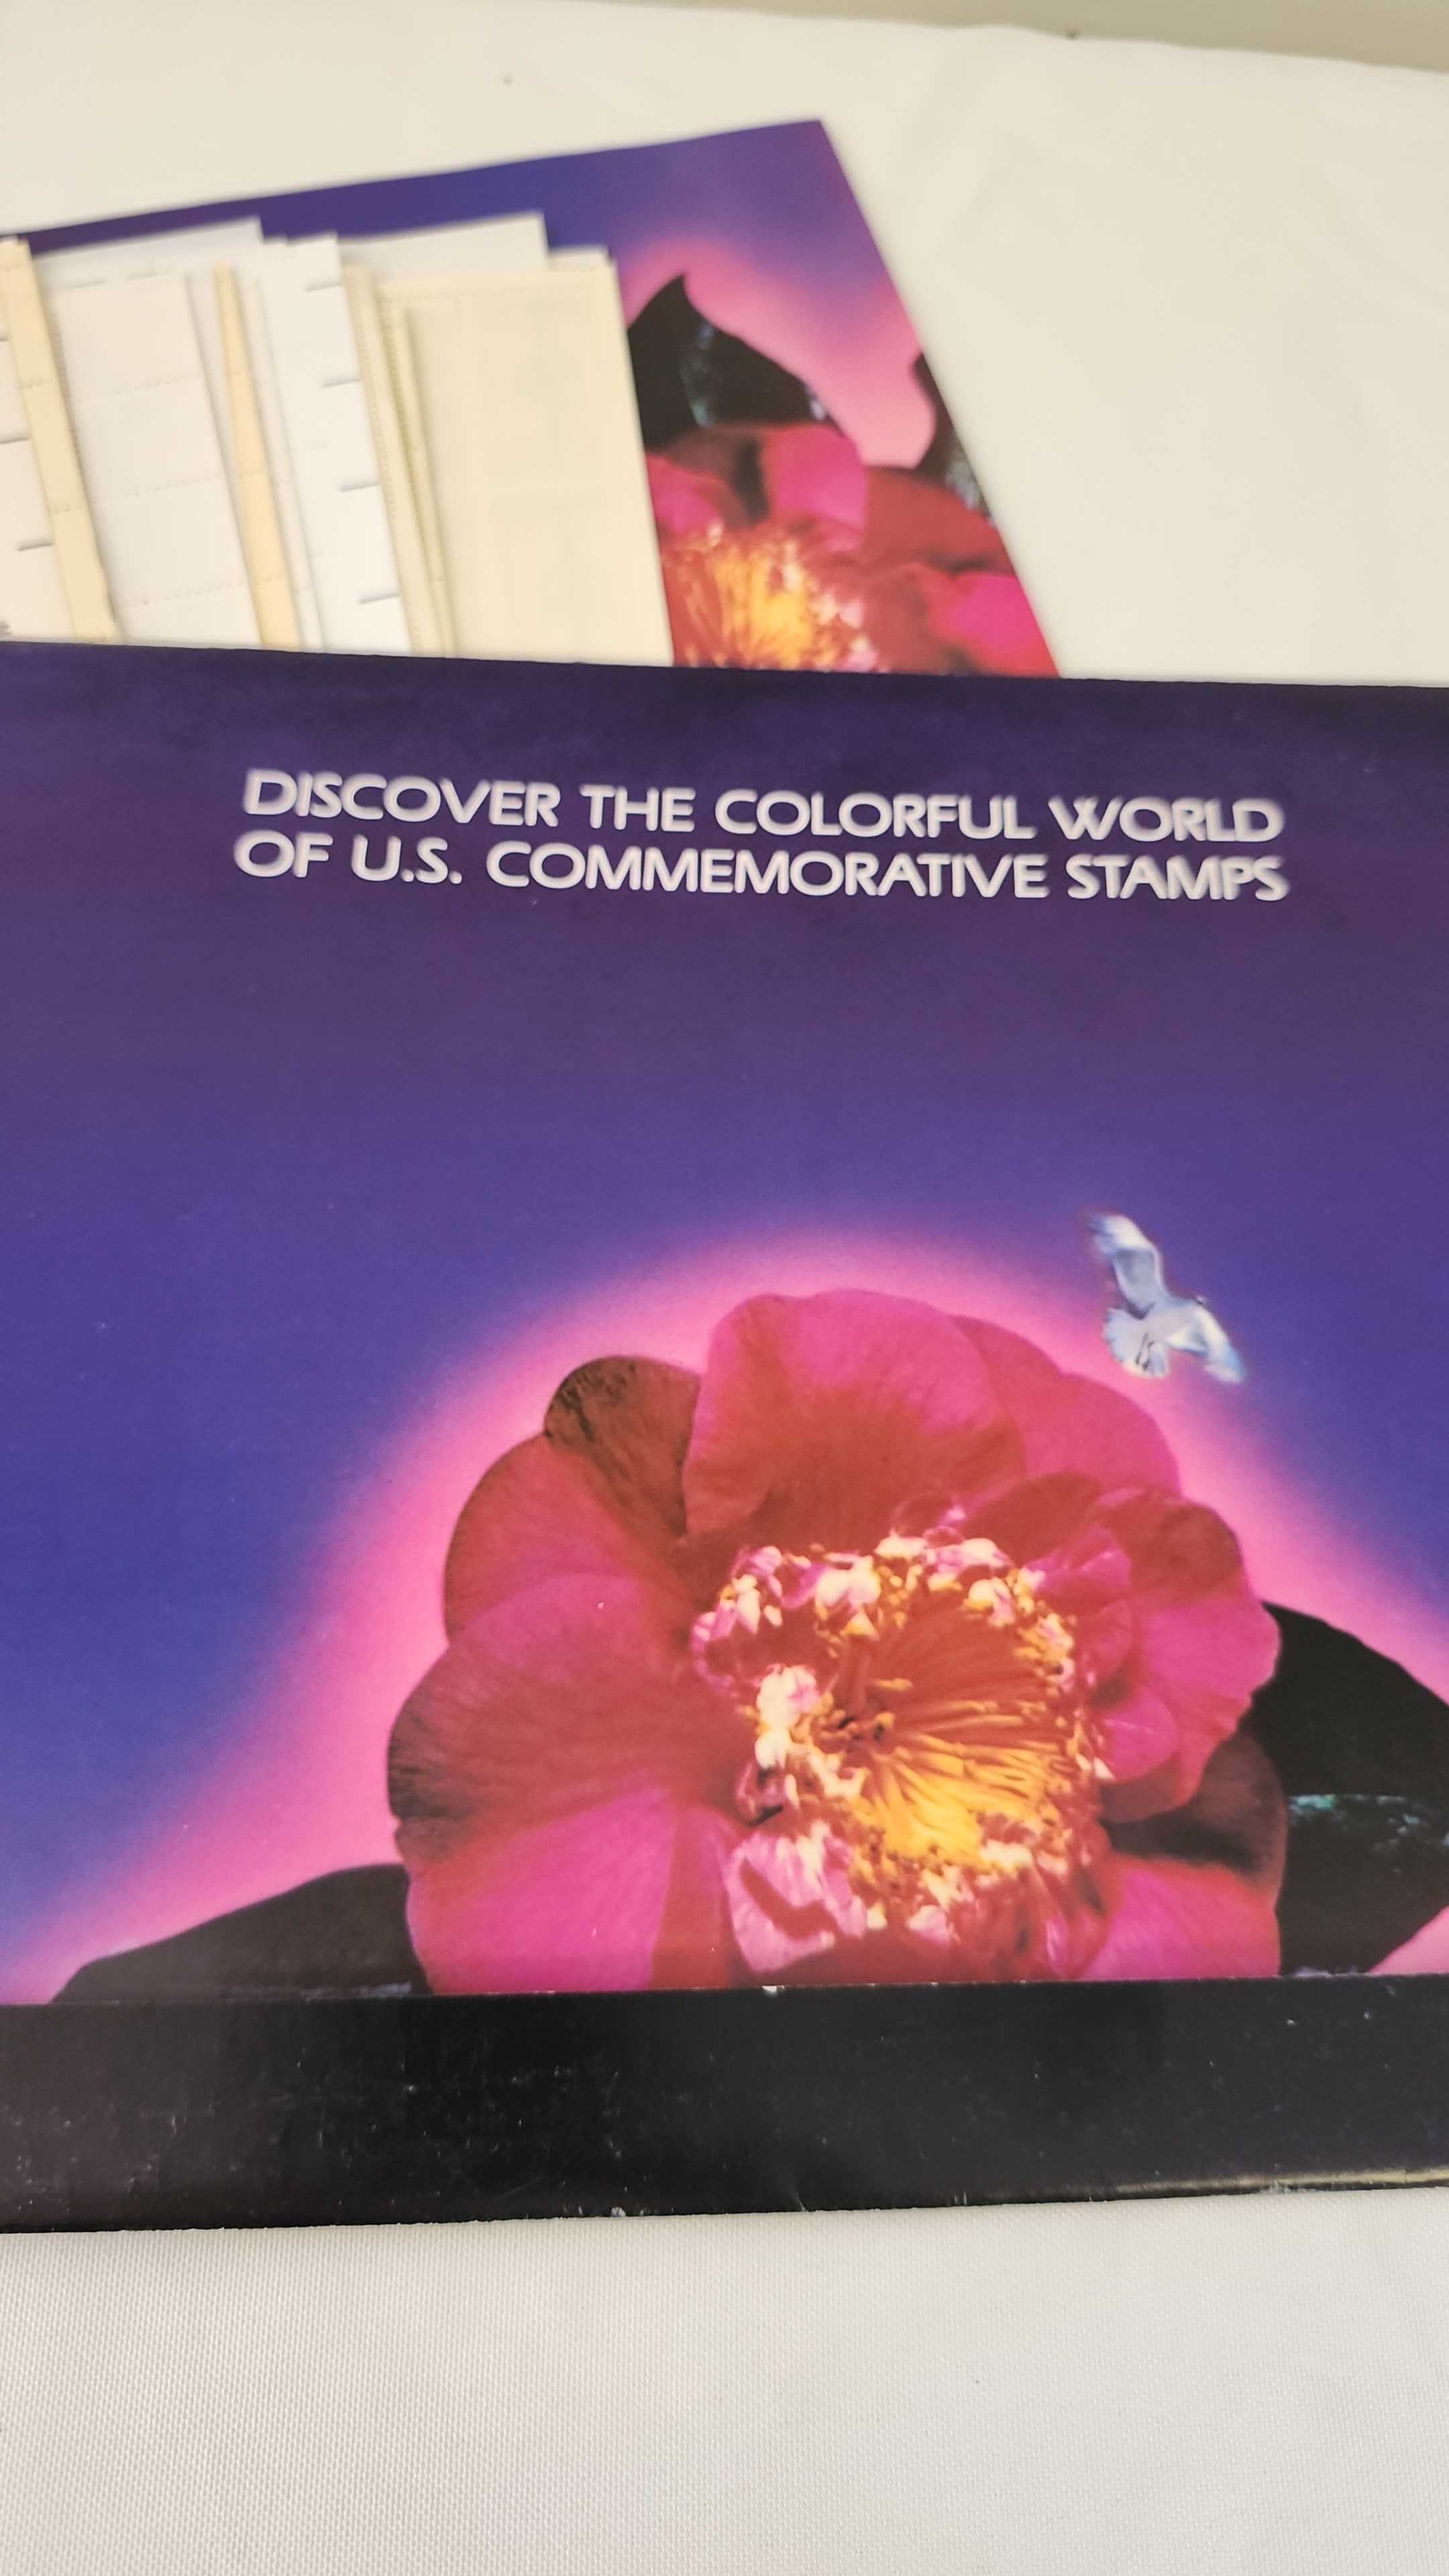 DISCOVER THE COLORFUL WORLD
OF U.S. COMMEMORATIVE STAMPS